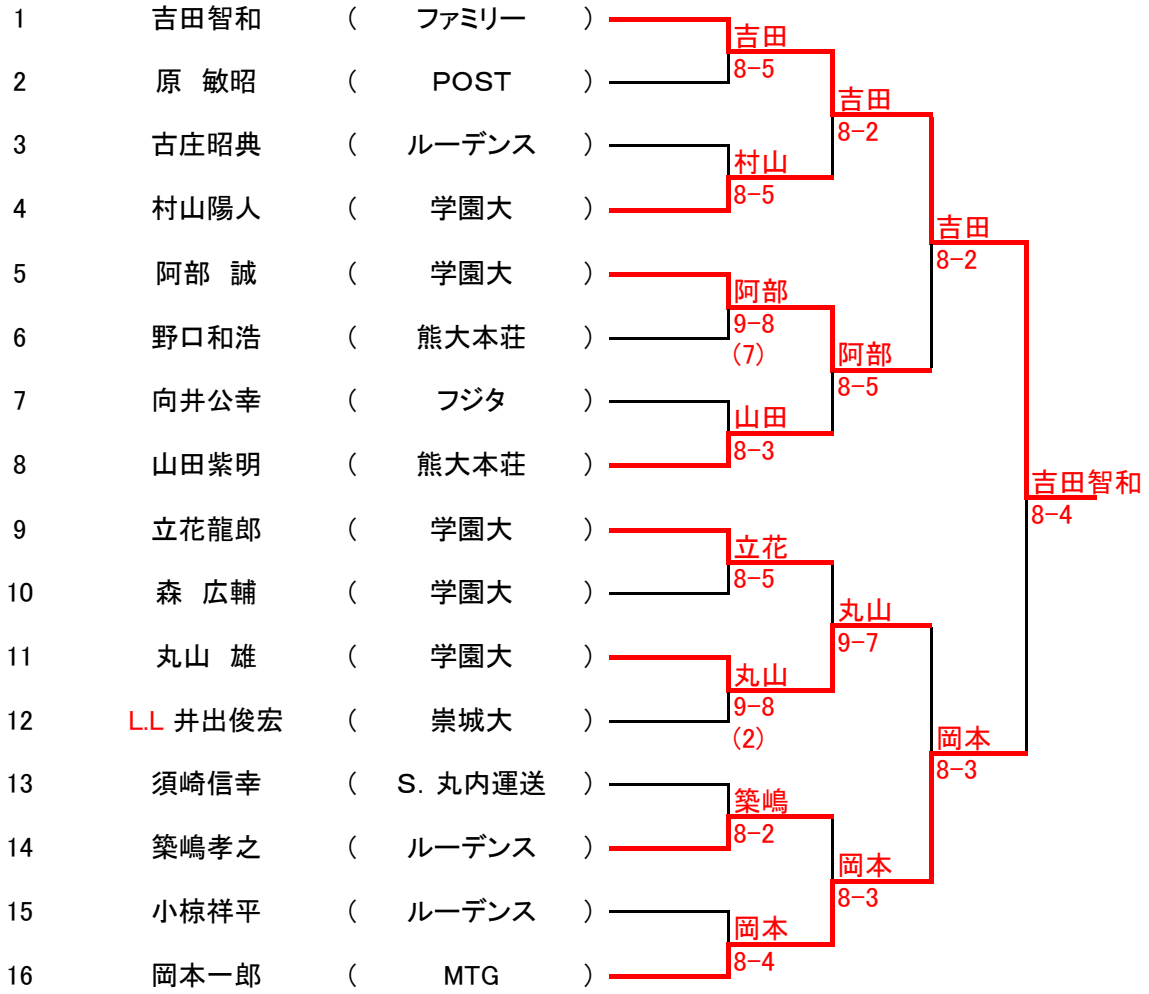 1 吉田智和 ( ファミリー )
吉田
8-5
2 原 敏昭 ( POST )
吉田
8-2
3 古庄昭典 ( ルーデンス )
村山
8-5
4 村山陽人 ( 学園大 )
吉田
8-2
5 阿部 誠 ( 学園大 )
阿部
9-8
(7)
6 野口和浩 ( 熊大本荘 )
阿部
8-5
7 向井公幸 ( フジタ )
山田
8-3
8 山田紫明 ( 熊大本荘 )
吉田智和
8-4
9 立花龍郎 ( 学園大 )
立花
8-5
10 森 広輔 ( 学園大 )
丸山
9-7
11 丸山 雄 ( 学園大 )
丸山
9-8
(2)
12 L.L 井出俊宏 ( 崇城大 )
岡本
8-3
13 須崎信幸 ( S. 丸内運送 )
築嶋
8-2
14 築嶋孝之 ( ルーデンス )
岡本
8-3
15 小椋祥平 ( ルーデンス )
岡本
8-4
16 岡本一郎 ( MTG )